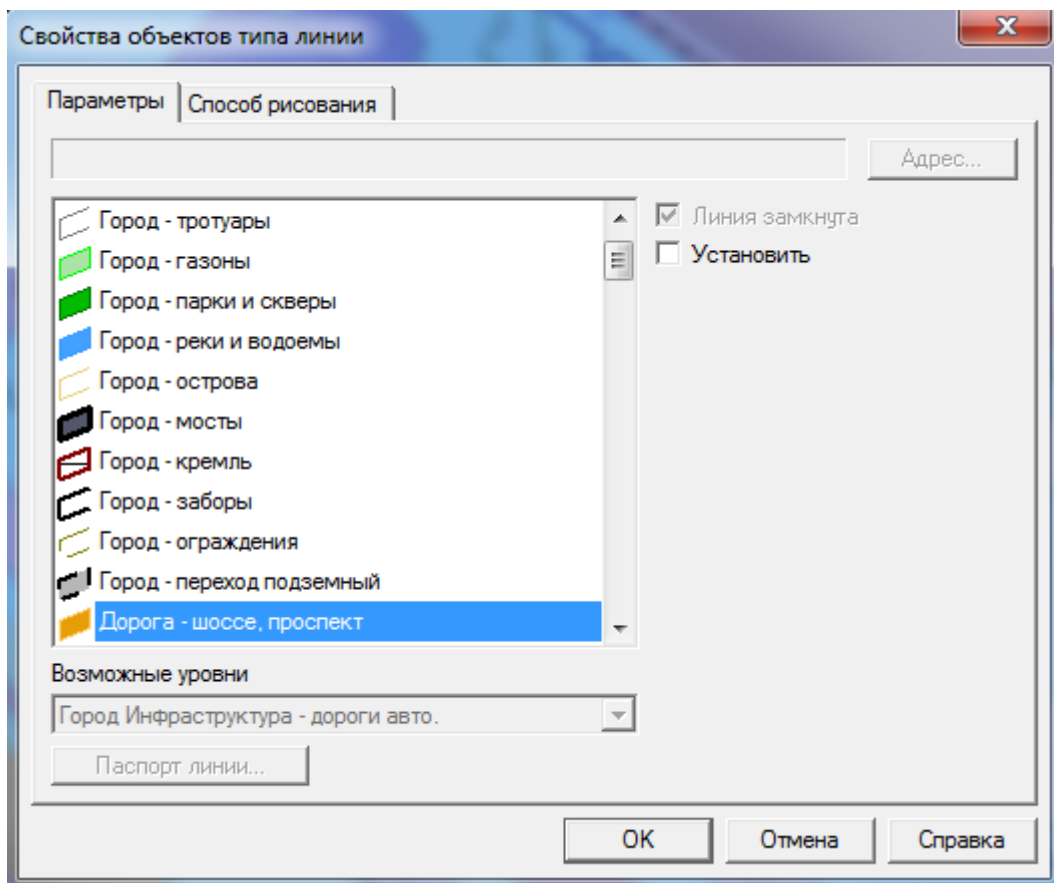 Свойства объектов типа линии
Параметры
Способ рисования
Адрес...
Город - тротуары
Город - газоны
Город - парки и скверы
Город - реки и водоемы
Город - острова
Город - мосты
Город - кремль
Город - заборы
Город - ограждения
Город - переход подземный
Дорога - шоссе, проспект
Линия замкнута
Установить
Возможные уровни
Город Инфраструктура - дороги авто.
Паспорт линии...
OK
Отмена
Справка